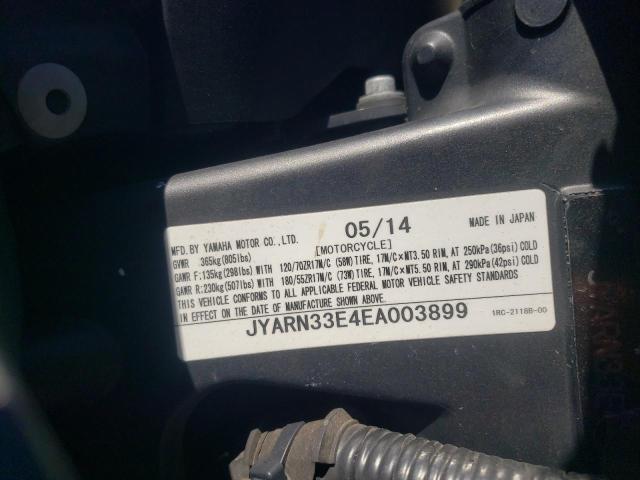 05/14
MFD. BY YAMAHA MOTOR CO., LTD. MADE IN JAPAN
GVWR :365kg(805lbs) [MOTORCYCLE]
GAWR F:135kg(298lbs) WITH 120/70ZR17M/C (58W) TIRE, 17M/C×MT3.50 RIM, AT 250kPa(36psi) COLD
GAWR R:230kg(507lbs) WITH 180/55ZR17M/C (73W) TIRE, 17M/C×MT5.50 RIM, AT 290kPa(42psi) COLD
THIS VEHICLE CONFORMS TO ALL APPLICABLE FEDERAL MOTOR VEHICLE SAFETY STANDARDS
IN EFFECT ON THE DATE OF MANUFACTURE SHOWN ABOVE.
JYARN33E4EA003899
1RC-2118B-00